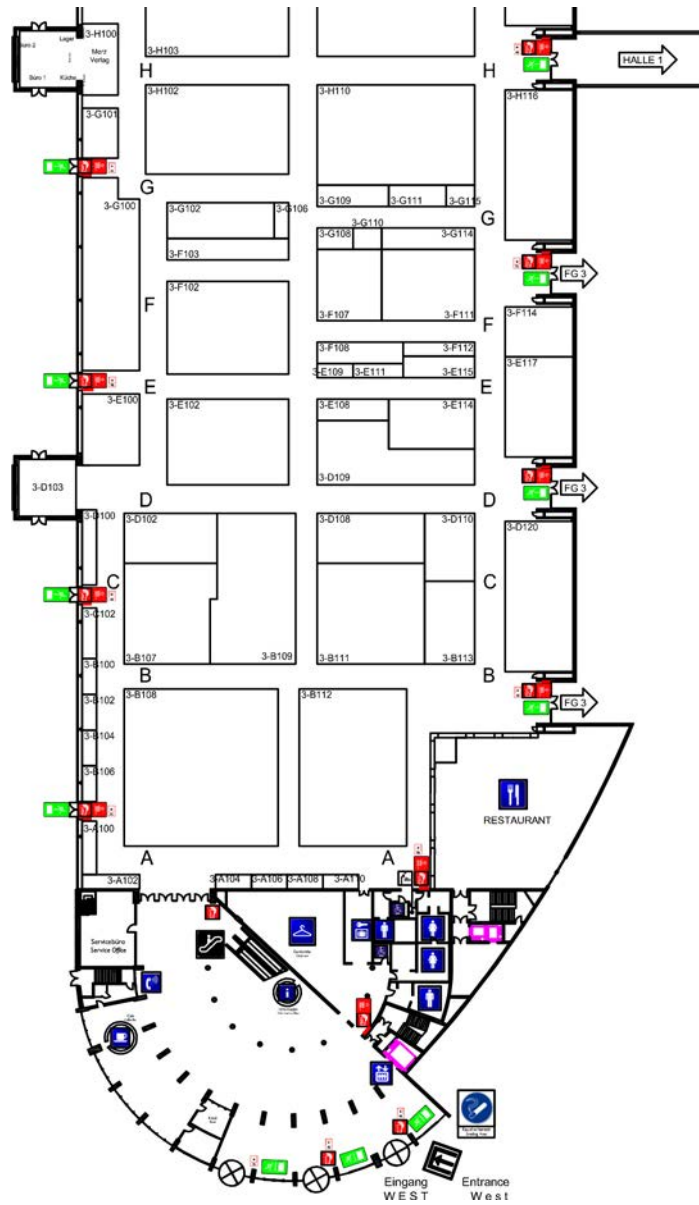 3-H100
Lager
3-H103
Büro 2
Merz
Verlag
H
H
HALLE 1
Büro 1
Küche
3-H102
3-H110
3-H116
3-G101
G
3-G100
3-G102
3-G106
3-G109
3-G111
3-G115
3-G110
G
3-G108
3-G114
3-F103
FG 3
3-F102
F
3-F107
3-F111
3-F114
F
3-F108
3-F112
3-E117
3-E109
3-E111
3-E115
E
E
3-E100
3-E102
3-E108
3-E114
3-D103
3-D109
FG 3
D
D
3-D100
3-D102
3-D108
3-D110
3-D120
C
C
3-C102
3-B100
3-B107
3-B109
3-B111
3-B113
B
B
3-B102
3-B108
3-B112
FG 3
3-B104
3-B106
3-A100
RESTAURANT
A
A
3-A102
3-A104
3-A106
3-A108
3-A110
Servicebüro
Service Office
Eingang
WEST
Entrance
West